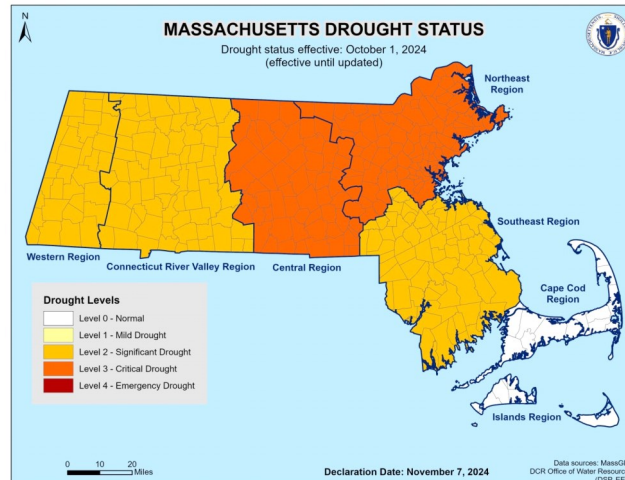 N
MASSACHUSETTS DROUGHT STATUS
Drought status effective: October 1, 2024
(effective until updated)
Northeast
Region
Southeast Region
Western Region
Connecticut River Valley Region
Central Region
Cape Cod
Region
Islands Region
Drought Levels
Level 0 - Normal
Level 1 - Mild Drought
Level 2 - Significant Drought
Level 3 - Critical Drought
Level 4 - Emergency Drought
0 10 20
Miles
Declaration Date: November 7, 2024
Data sources: MassGI
DCR Office of Water Resourc